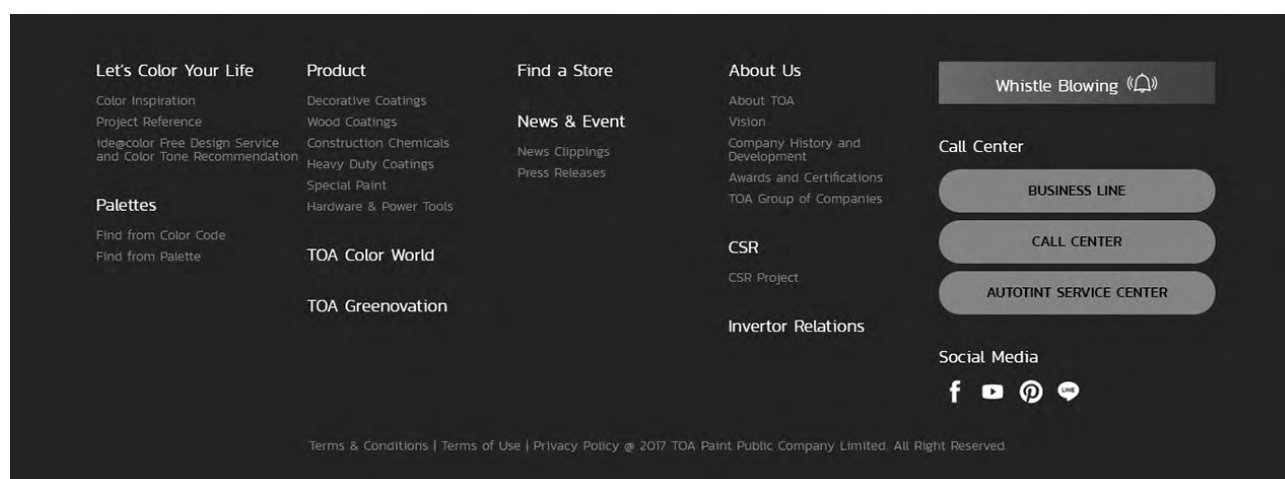 Let's Color Your Life
Color Inspiration
Project Reference
ide@color Free Design Service
and Color Tone Recommendation
Palettes
Find from Color Code
Find from Palette
Product
Decorative Coatings
Wood Coatings
Construction Chemicals
Heavy Duty Coatings
Special Paint
Hardware & Power Tools
TOA Color World
TOA Greenovation
Find a Store
News & Event
News Clippings
Press Releases
About Us
About TOA
Vision
Company History and
Development
Awards and Certifications
TOA Group of Companies
CSR
CSR Project
Invertor Relations
Whistle Blowing
Call Center
BUSINESS LINE
CALL CENTER
AUTOTINT SERVICE CENTER
Social Media
LINE
Terms & Conditions | Terms of Use | Privacy Policy @ 2017 TOA Paint Public Company Limited. All Right Reserved.